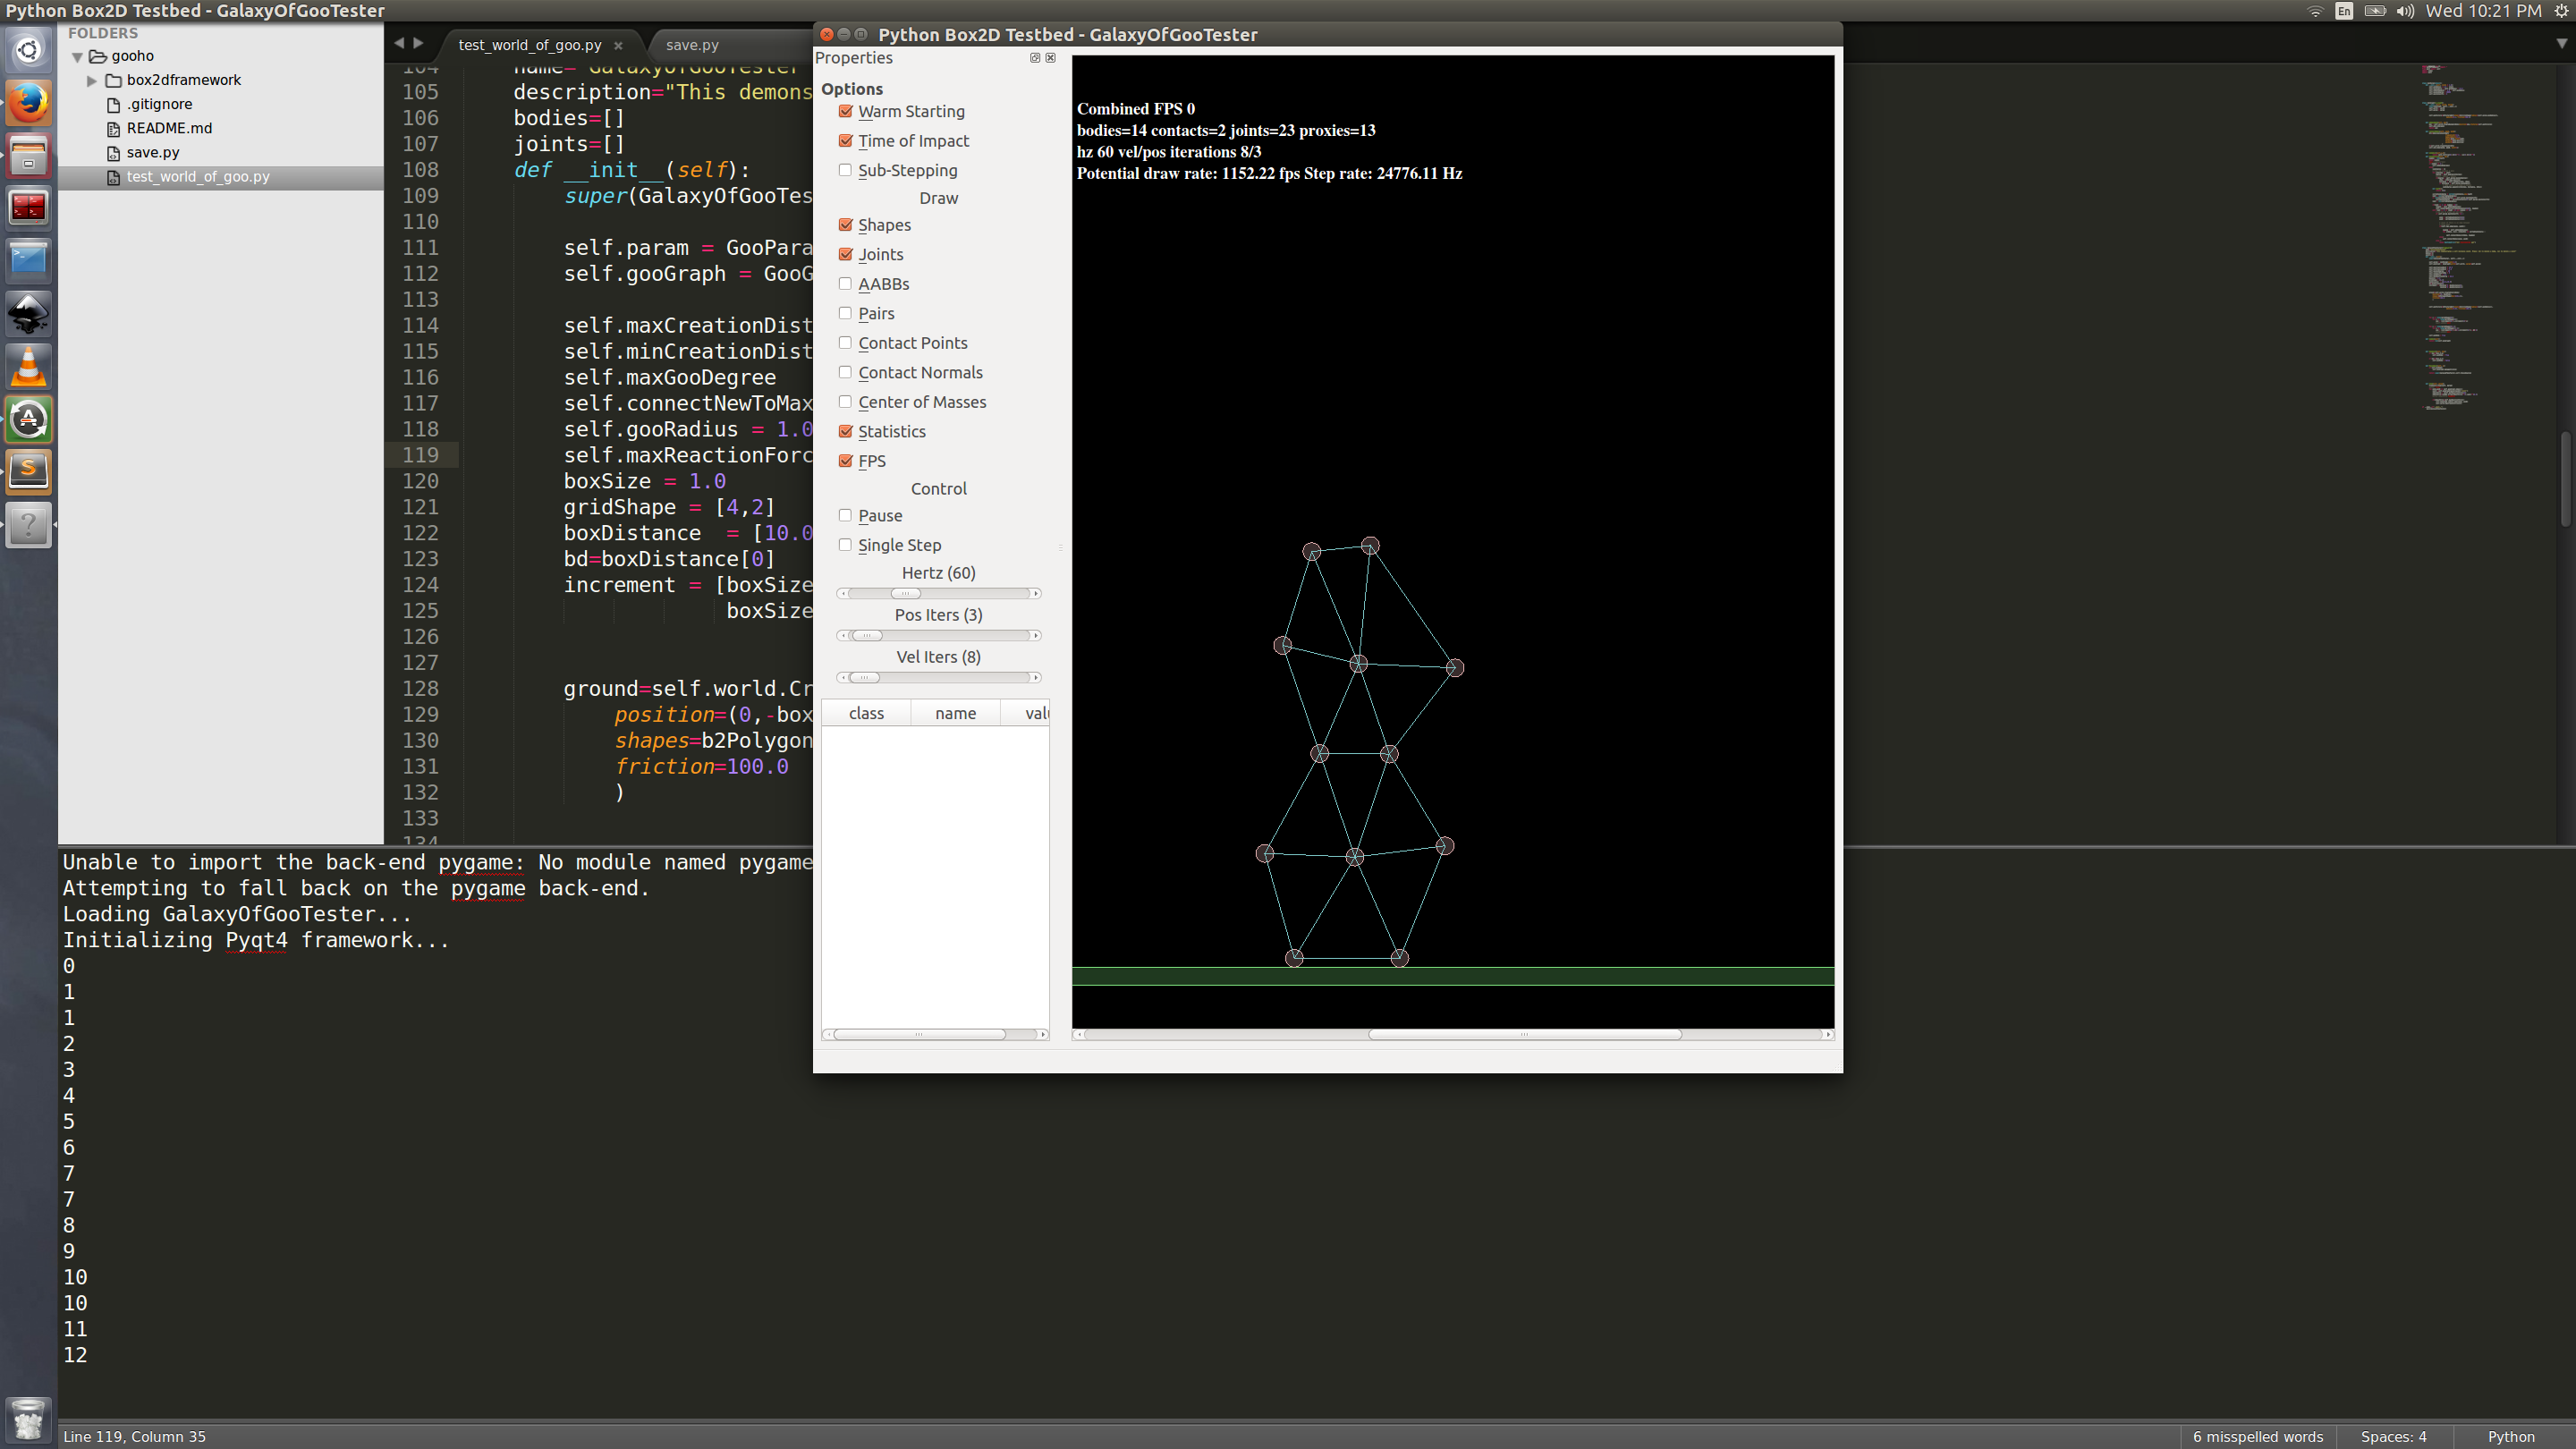 Python Box2D Testbed - GalaxyOfGooTester
En
Wed 10:21 PM
FOLDERS
gooho
box2dframework
.gitignore
README.md
save.py
test_world_of_goo.py
test_world_of_goo.py
save.py
104 name="GalaxyOfGooTester"
105 description="This demons
106 bodies=[]
107 joints=[]
108 def __init__(self):
109 super(GalaxyOfGooTes
110
111 self.param = GooPara
112 self.gooGraph = GooG
113
114 self.maxCreationDist
115 self.minCreationDist
116 self.maxGooDegree
117 self.connectNewToMax
118 self.gooRadius = 1.0
119 self.maxReactionForc
120 boxSize = 1.0
121 gridShape = [4,2]
122 boxDistance = [10.0
123 bd=boxDistance[0]
124 increment = [boxSize
125 boxSize
126
127
128 ground=self.world.Cr
129 position=(0,-box
130 shapes=b2Polygon
131 friction=100.0
132 )
133
134
Python Box2D Testbed - GalaxyOfGooTester
Properties
Options
Warm Starting
Time of Impact
Sub-Stepping
Draw
Shapes
Joints
AABBs
Pairs
Contact Points
Contact Normals
Center of Masses
Statistics
FPS
Control
Pause
Single Step
Hertz (60)
Pos Iters (3)
Vel Iters (8)
class name valu
Combined FPS 0
bodies=14 contacts=2 joints=23 proxies=13
hz 60 vel/pos iterations 8/3
Potential draw rate: 1152.22 fps Step rate: 24776.11 Hz
Unable to import the back-end pygame: No module named pygame
Attempting to fall back on the pygame back-end.
Loading GalaxyOfGooTester...
Initializing Pyqt4 framework...
0
1
1
2
3
4
5
6
7
7
8
9
10
10
11
12
Line 119, Column 35
6 misspelled words
Spaces: 4
Python